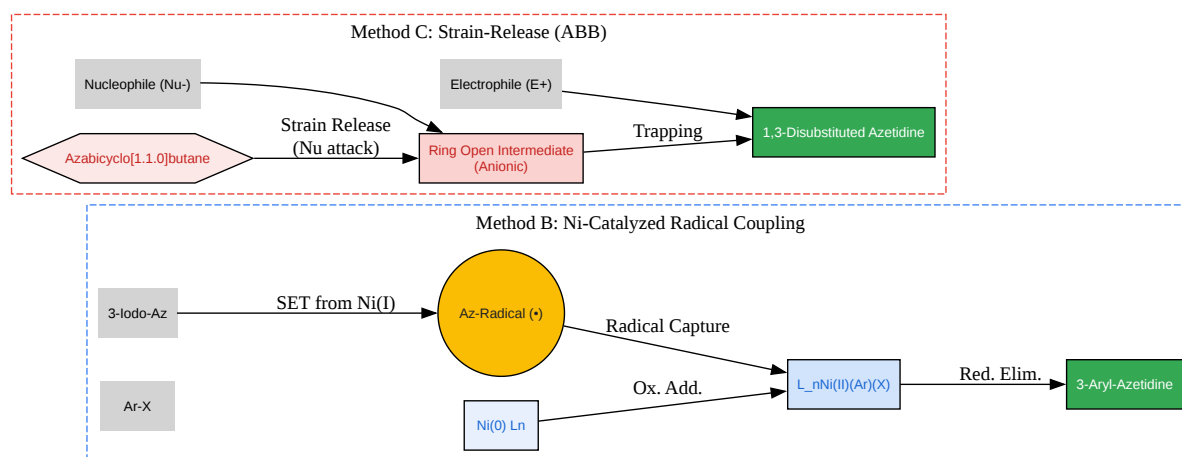 Method C: Strain-Release (ABB)
Nucleophile (Nu-)
Electrophile (E+)
Strain Release
(Nu attack)
Azabicyclo[1.1.0]butane
Ring Open Intermediate
(Anionic)
Trapping
1,3-Disubstituted Azetidine
Method B: Ni-Catalyzed Radical Coupling
3-Iodo-Az
SET from Ni(I)
Az-Radical (•)
Radical Capture
Ar-X
Ni(0) Ln
Ox. Add.
L_nNi(II)(Ar)(X)
Red. Elim.
3-Aryl-Azetidine